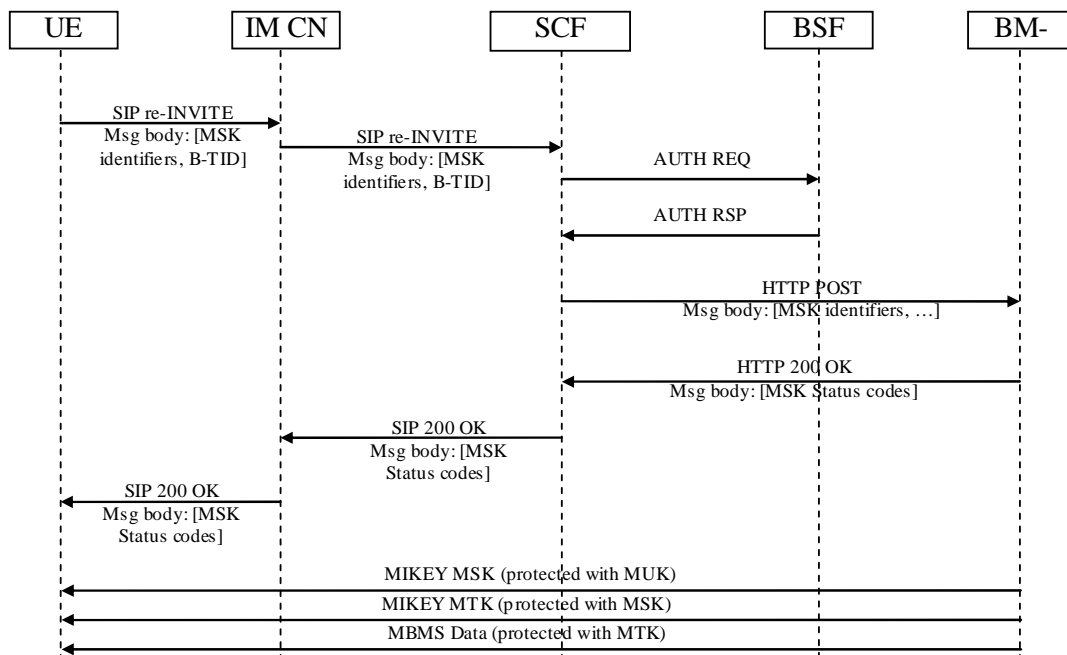 UE
IM CN
SCF
BSF
BM-
SIP re-INVITE
Msg body: [MSK
identifiers, B-TID]
SIP re-INVITE
Msg body: [MSK
identifiers, B-TID]
AUTH REQ
AUTH RSP
HTTP POST
Msg body: [MSK identifiers, …]
HTTP 200 OK
Msg body: [MSK Status codes]
SIP 200 OK
Msg body: [MSK
Status codes]
SIP 200 OK
Msg body: [MSK
Status codes]
MIKEY MSK (protected with MUK)
MIKEY MTK (protected with MSK)
MBMS Data (protected with MTK)